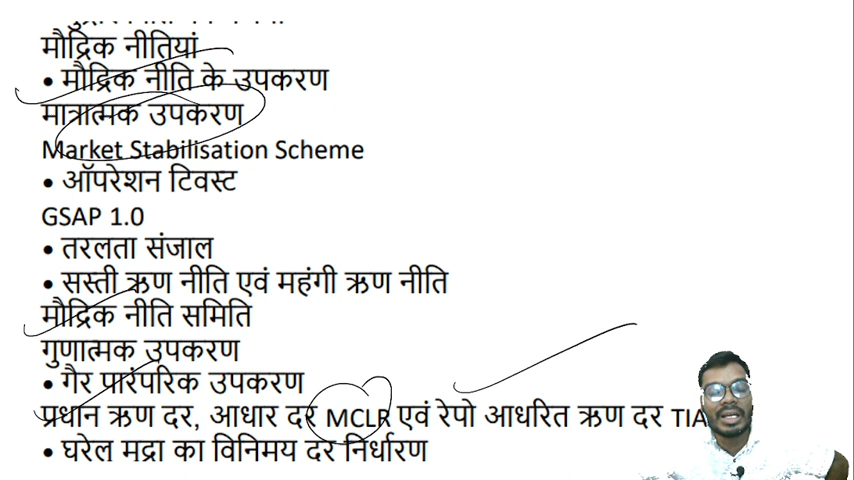 मौद्रिक नीतियां
• मौद्रिक नीति के उपकरण
मात्रात्मक उपकरण
Market Stabilisation Scheme
• ऑपरेशन टिवस्ट
GSAP 1.0
• तरलता संजाल
• सस्ती ऋण नीति एवं महंगी ऋण नीति
मौद्रिक नीति समिति
गुणात्मक उपकरण
• गैर पारंपरिक उपकरण
प्रधान ऋण दर, आधार दर MCLR एवं रेपो आधरित ऋण दर
• घरेल मद्रा का विनिमय दर निर्धारण